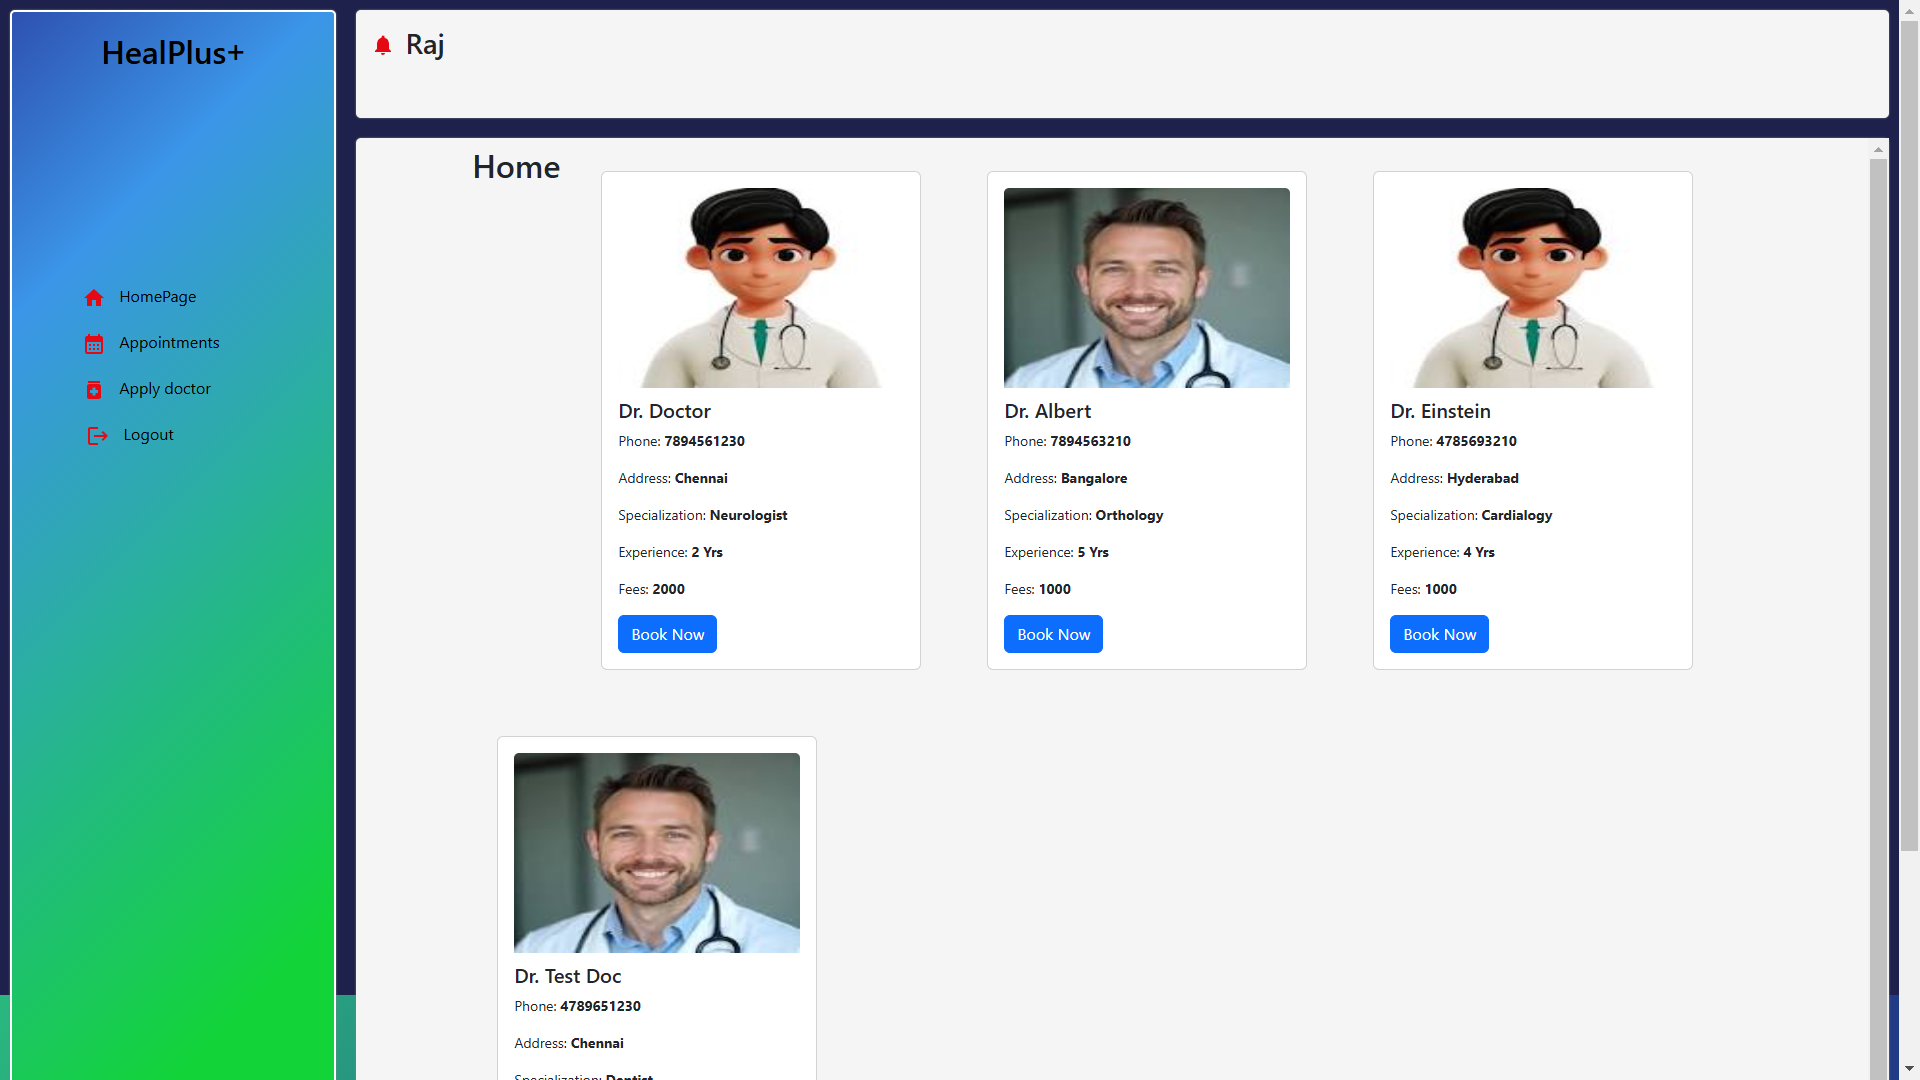 HealPlus+
HomePage
Appointments
Apply doctor
Logout
Raj
Home
Dr. Doctor
Phone: 7894561230
Address: Chennai
Specialization: Neurologist
Experience: 2 Yrs
Fees: 2000
Book Now
Dr. Albert
Phone: 7894563210
Address: Bangalore
Specialization: Orthology
Experience: 5 Yrs
Fees: 1000
Book Now
Dr. Einstein
Phone: 4785693210
Address: Hyderabad
Specialization: Cardialogy
Experience: 4 Yrs
Fees: 1000
Book Now
Dr. Test Doc
Phone: 4789651230
Address: Chennai
Specialization: Dentist